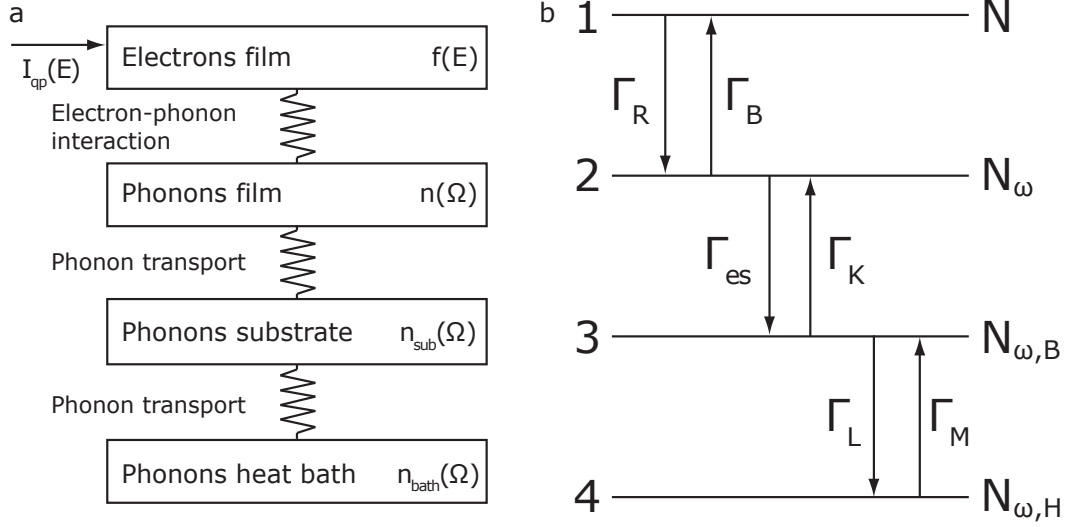 a
Electrons film f(E)
I_qp(E)
Electron-phonon
interaction
Phonons film n(Ω)
Phonon transport
Phonons substrate n_sub(Ω)
Phonon transport
Phonons heat bath n_bath(Ω)
b
1 N
Γ_R Γ_B
2 N_ω
Γ_es Γ_K
3 N_ω,B
Γ_L Γ_M
4 N_ω,H